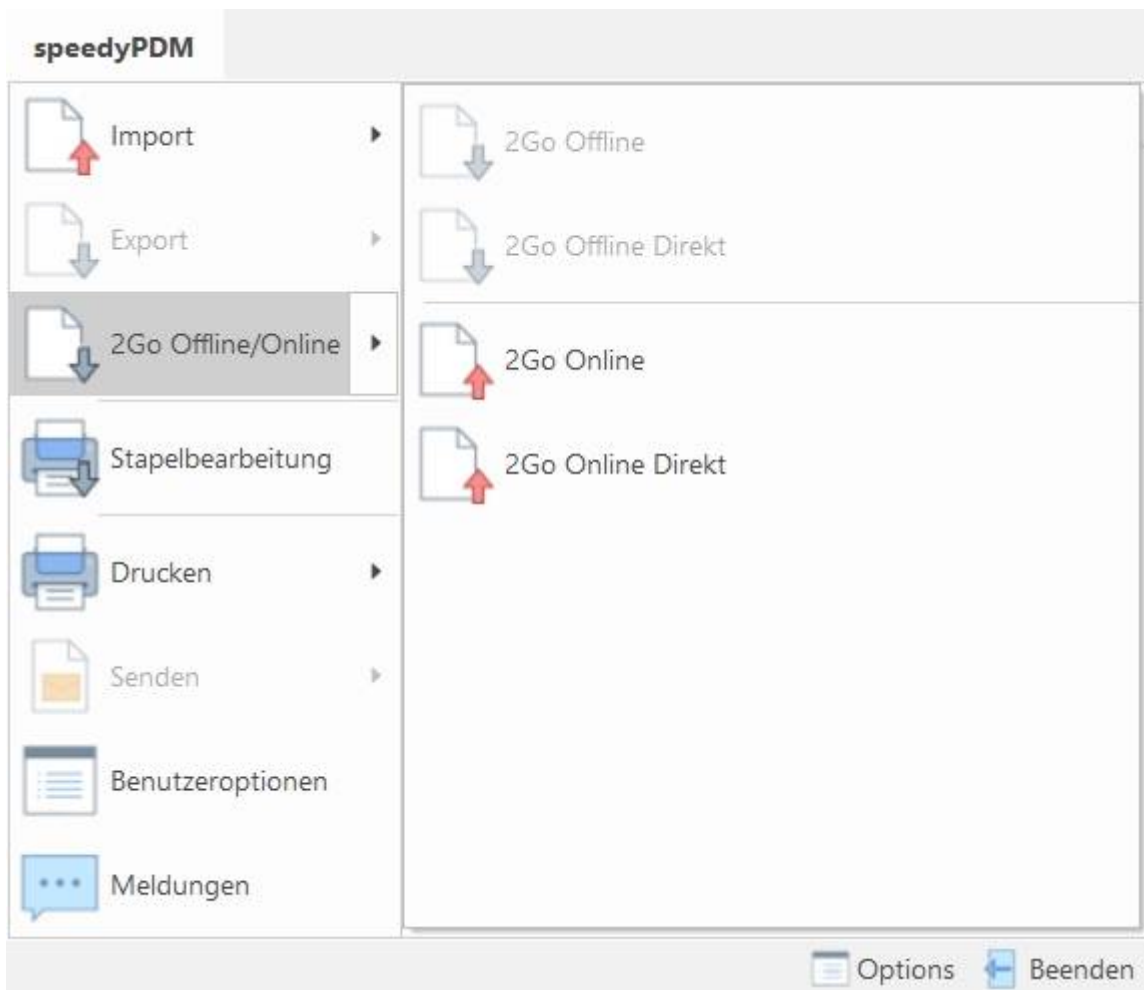 speedyPDM
Import
Export
2Go Offline/Online
Stapelbearbeitung
Drucken
Senden
Benutzeroptionen
Meldungen
2Go Offline
2Go Offline Direkt
2Go Online
2Go Online Direkt
Options
Beenden